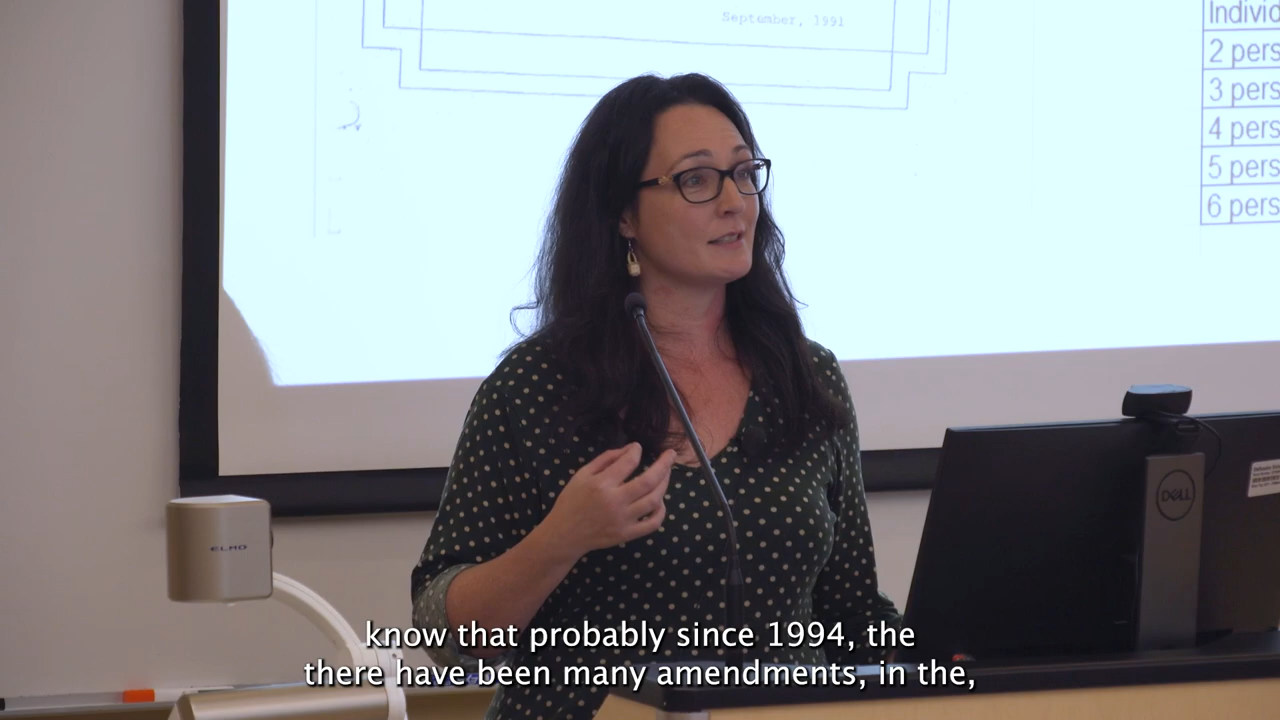 September, 1991
Individ
2 pers
3 pers
4 pers
5 pers
6 pers
ELMO
DELL
know that probably since 1994, the
there have been many amendments, in the,